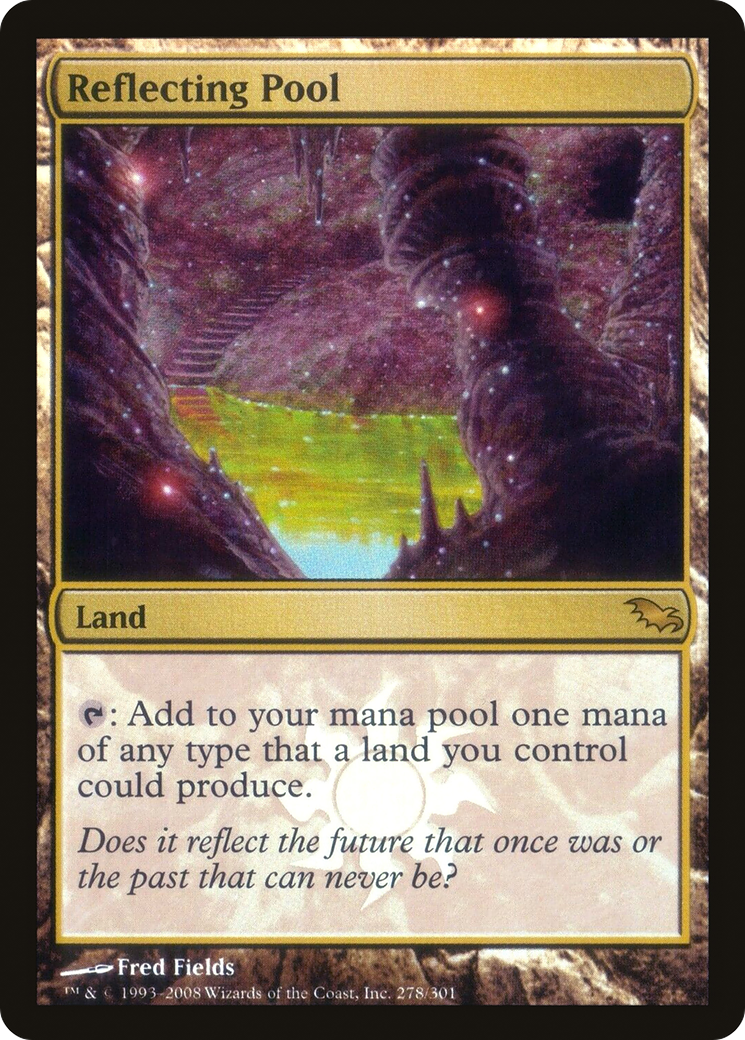 Reflecting Pool
Land
: Add to your mana pool one mana
of any type that a land you control
could produce.
Does it reflect the future that once was or
the past that can never be?
Fred Fields
™ & © 1993–2008 Wizards of the Coast, Inc. 278/301